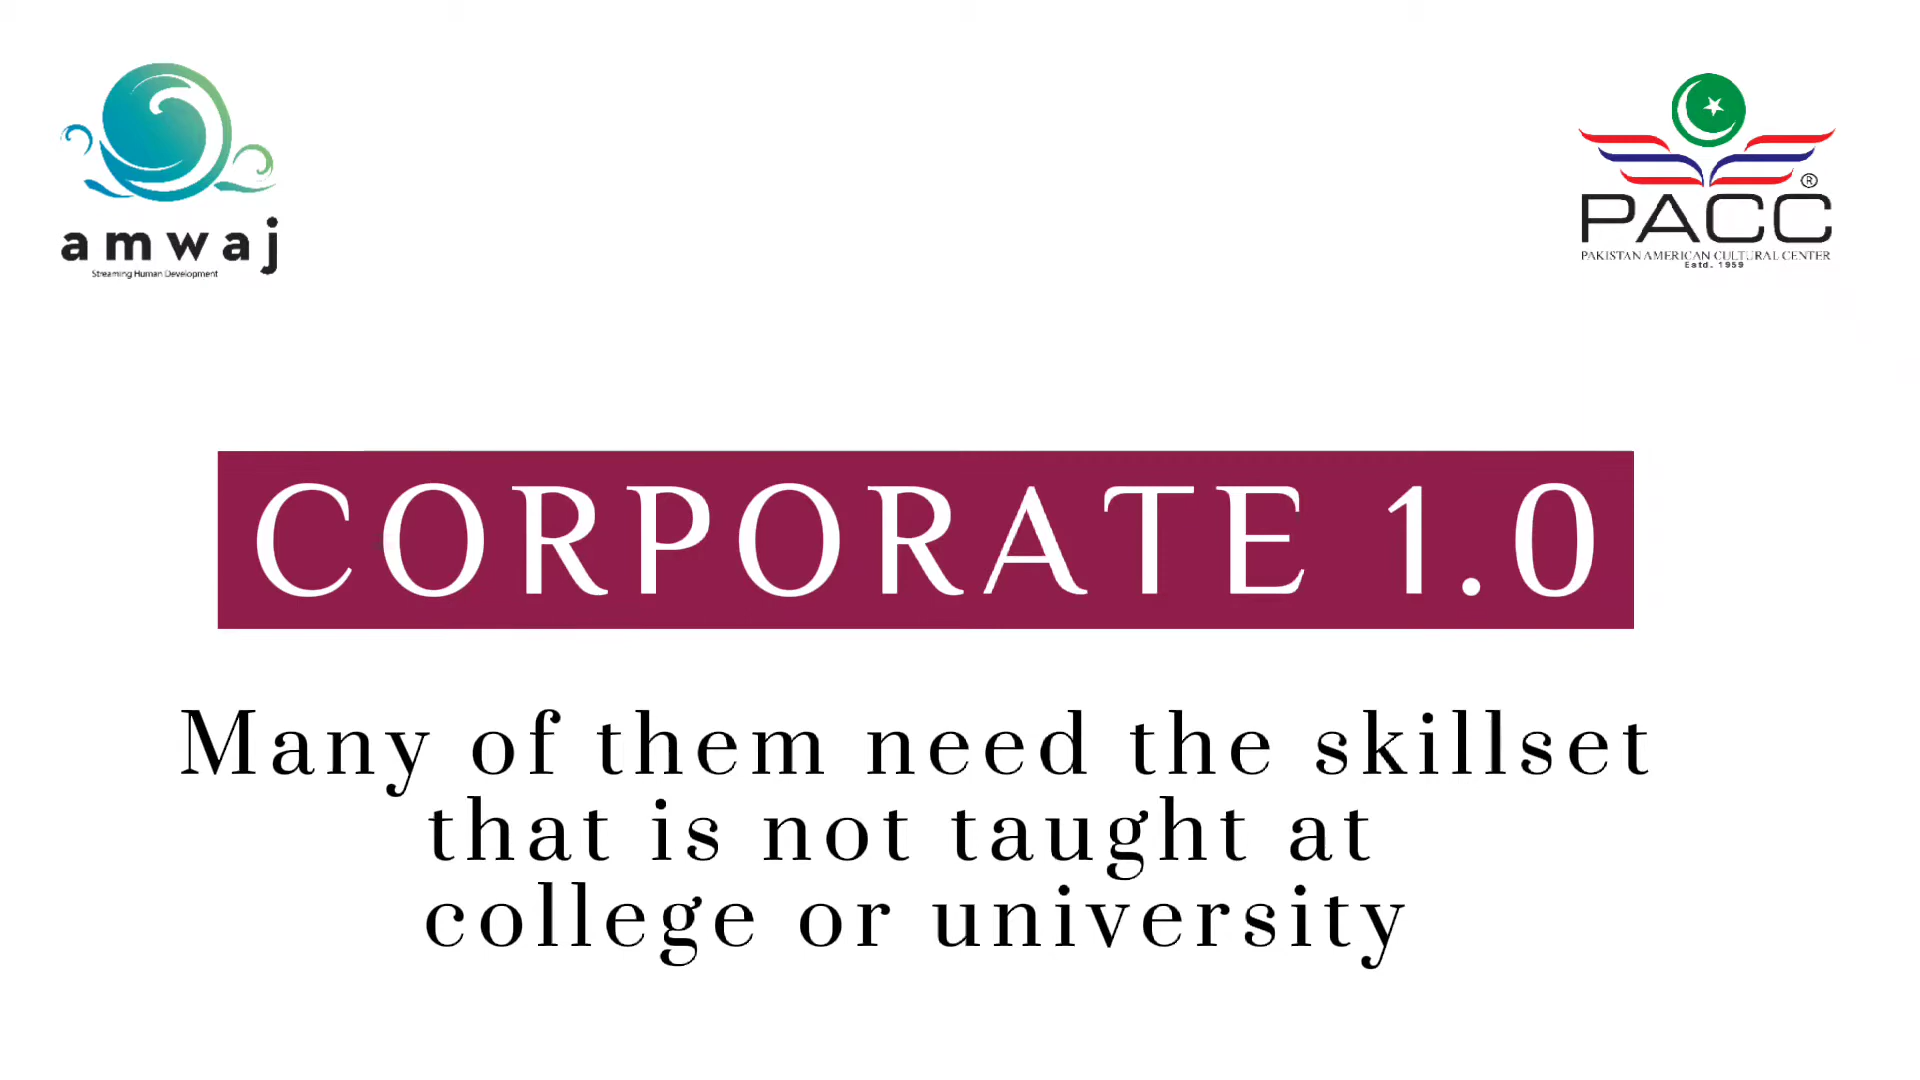 amwaj
Streaming Human Development
®
PACC
PAKISTAN AMERICAN CULTURAL CENTER
Estd. 1959
CORPORATE 1.0
Many of them need the skillset
that is not taught at
college or university